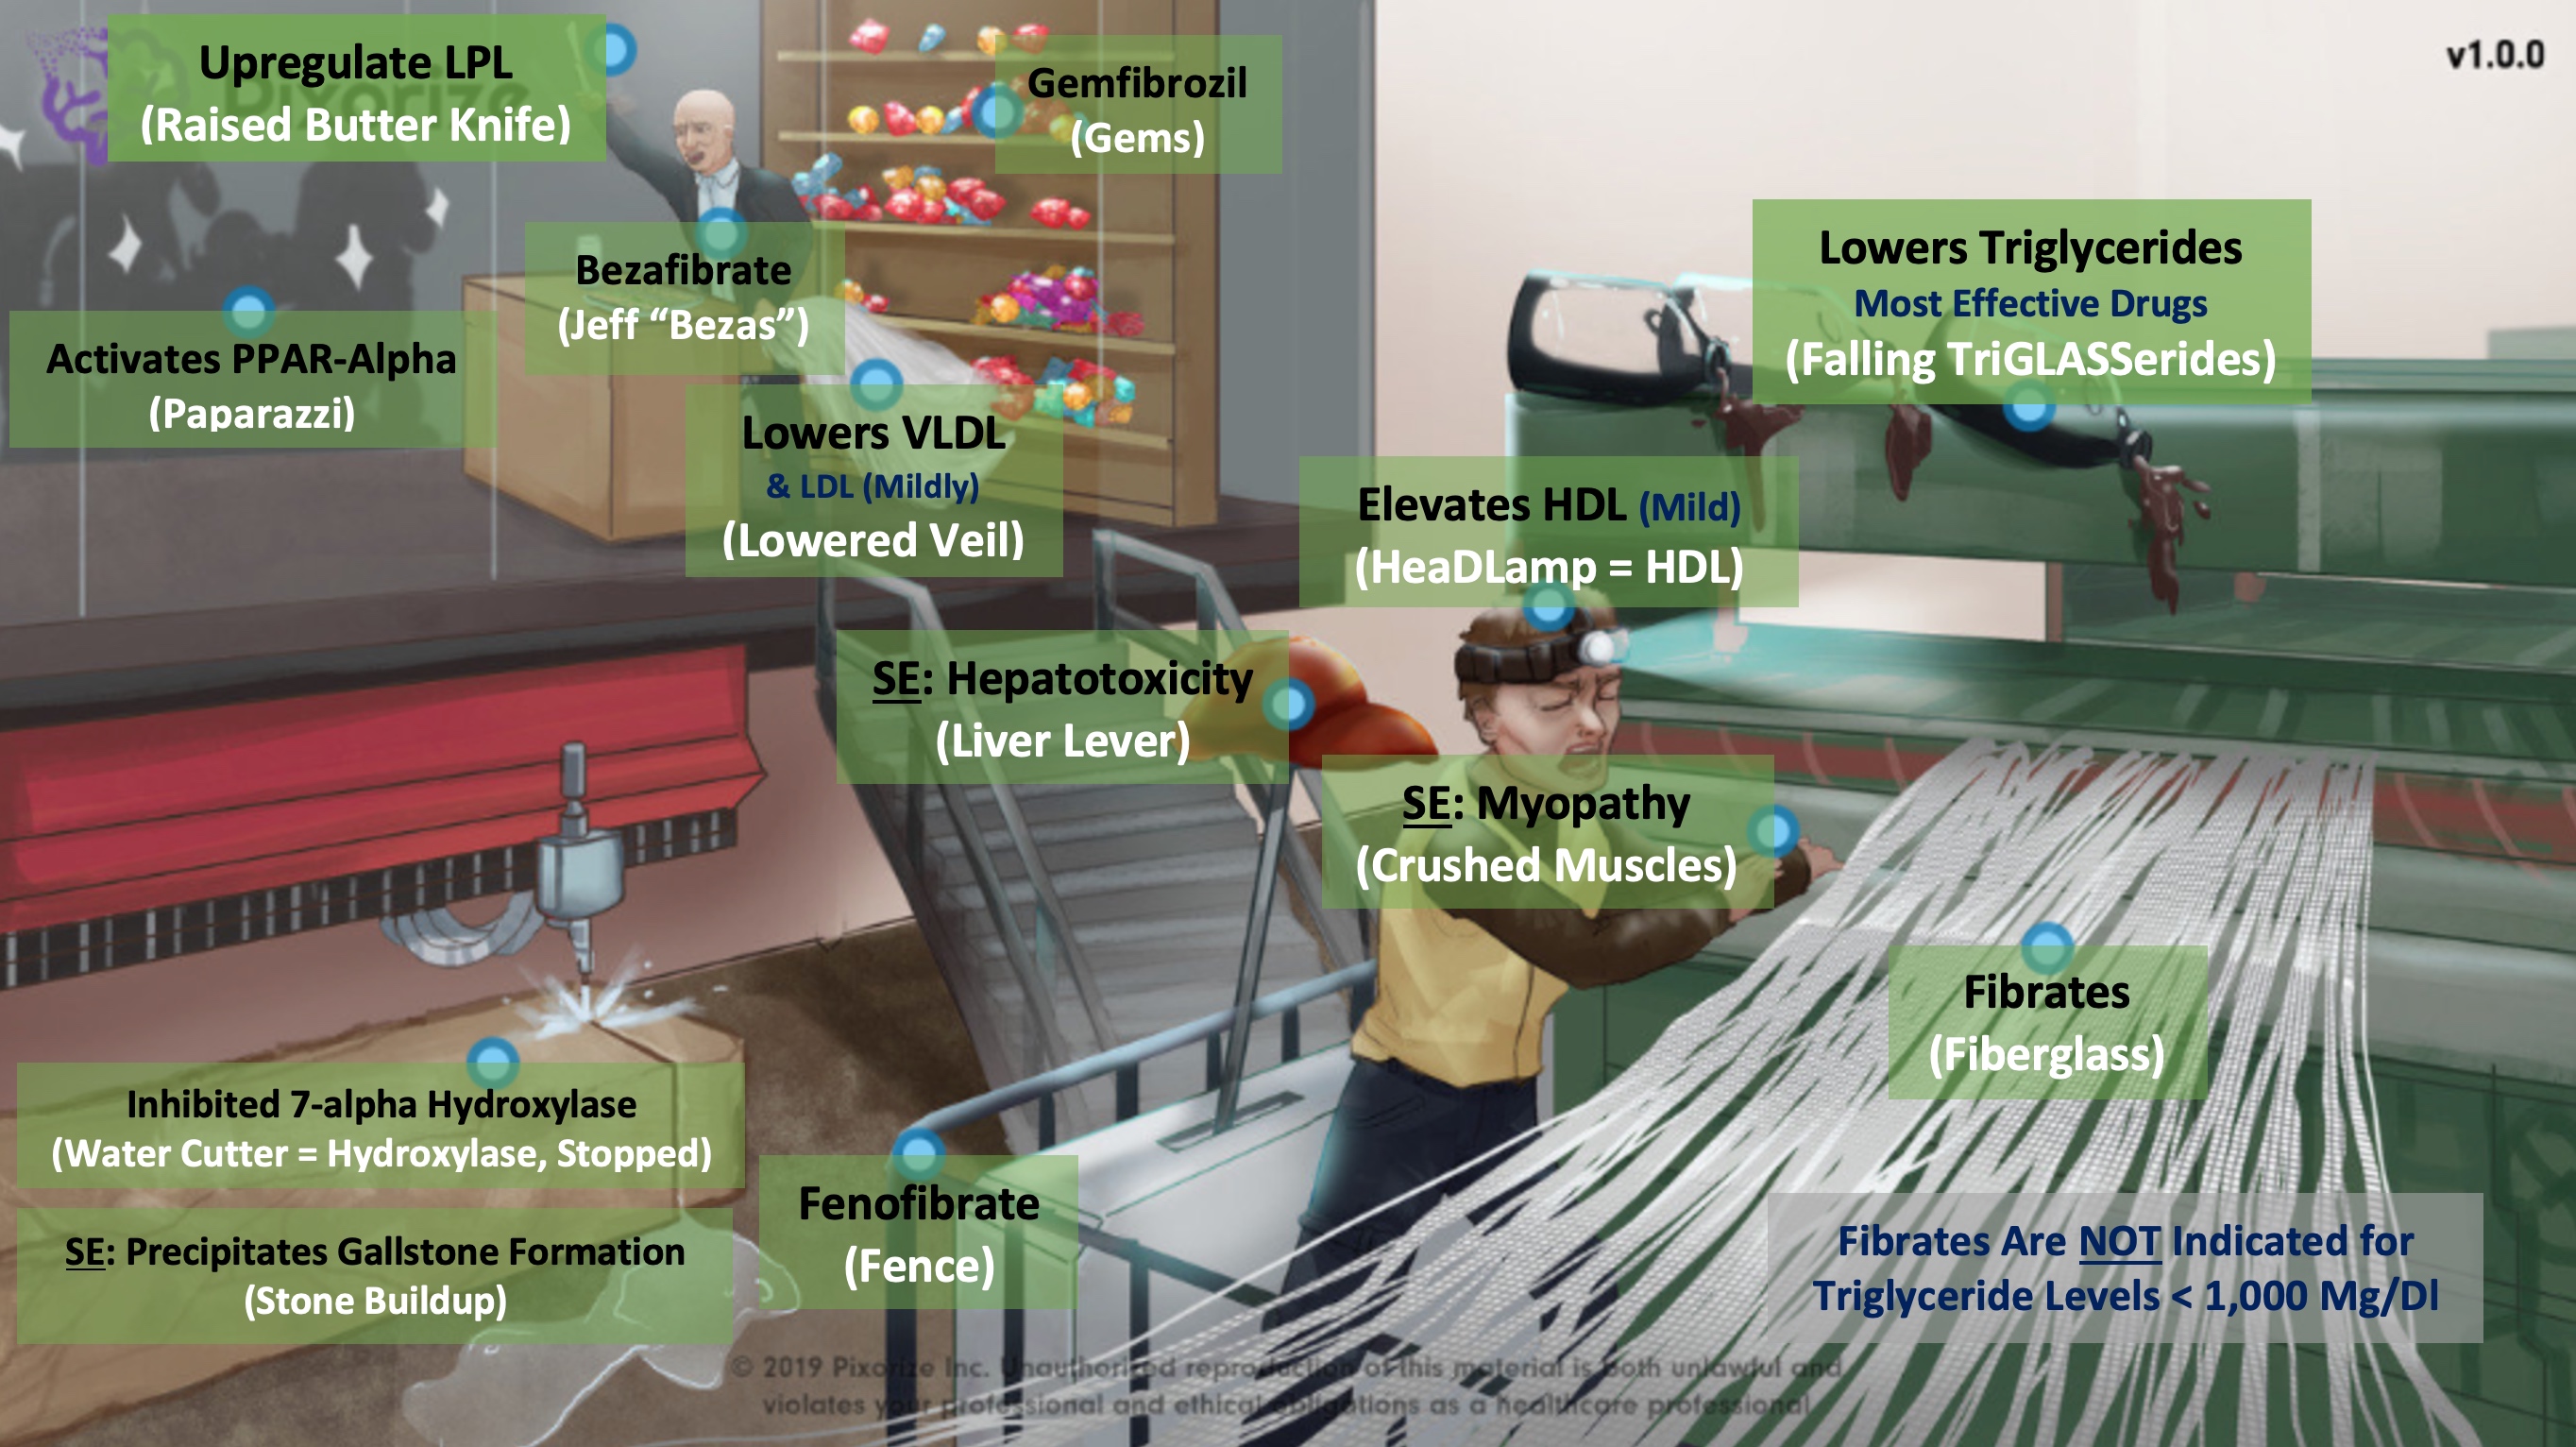 Upregulate LPL
(Raised Butter Knife)
Pixorize
Gemfibrozil
(Gems)
v1.0.0
Bezafibrate
(Jeff “Bezas”)
Lowers Triglycerides
Most Effective Drugs
(Falling TriGLASSerides)
Activates PPAR-Alpha
(Paparazzi)
Lowers VLDL
& LDL (Mildly)
(Lowered Veil)
Elevates HDL (Mild)
(HeaDLamp = HDL)
SE: Hepatotoxicity
(Liver Lever)
SE: Myopathy
(Crushed Muscles)
Fibrates
(Fiberglass)
Inhibited 7-alpha Hydroxylase
(Water Cutter = Hydroxylase, Stopped)
Fenofibrate
(Fence)
SE: Precipitates Gallstone Formation
(Stone Buildup)
Fibrates Are NOT Indicated for
Triglyceride Levels < 1,000 Mg/Dl
© 2019 Pixorize Inc. Unauthorized reproduction of this material is both unlawful and
violates your professional and ethical obligations as a healthcare professional